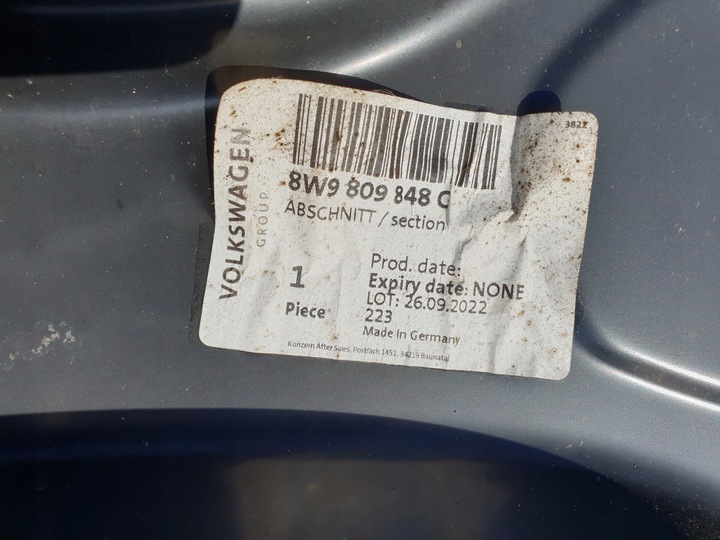 3822
VOLKSWAGEN
GROUP
8W9 809 848 C
ABSCHNITT / section
1
Piece
Prod. date:
Expiry date: NONE
LOT: 26.09.2022
223
Made In Germany
Konzern After Sales, Postfach 1451, 34219 Baunatal